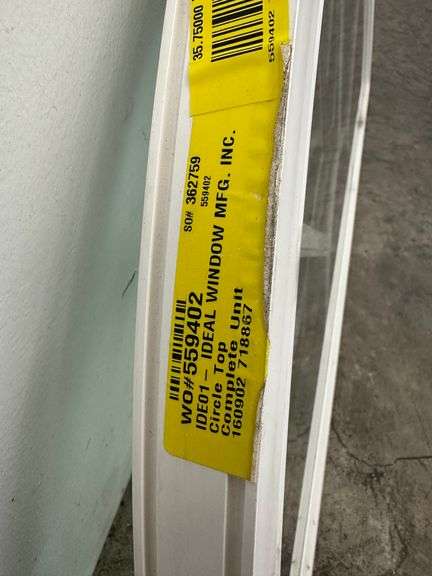 35.75000
559402
SO# 362759
559402
WO#559402
IDE01 - IDEAL WINDOW MFG. INC.
Circle Top
Complete Unit
160902 718867